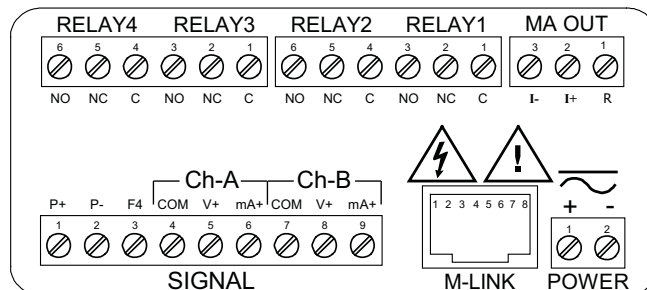 RELAY4 RELAY3 RELAY2 RELAY1 MA OUT
6 5 4 3 2 1 6 5 4 3 2 1 3 2 1
NO NC C NO NC C NO NC C NO NC C I- I+ R
Ch-A Ch-B
P+ P- F4 COM V+ mA+ COM V+ mA+
1 2 3 4 5 6 7 8 9
SIGNAL
1 2 3 4 5 6 7 8
M-LINK
!
+ -
1 2
POWER